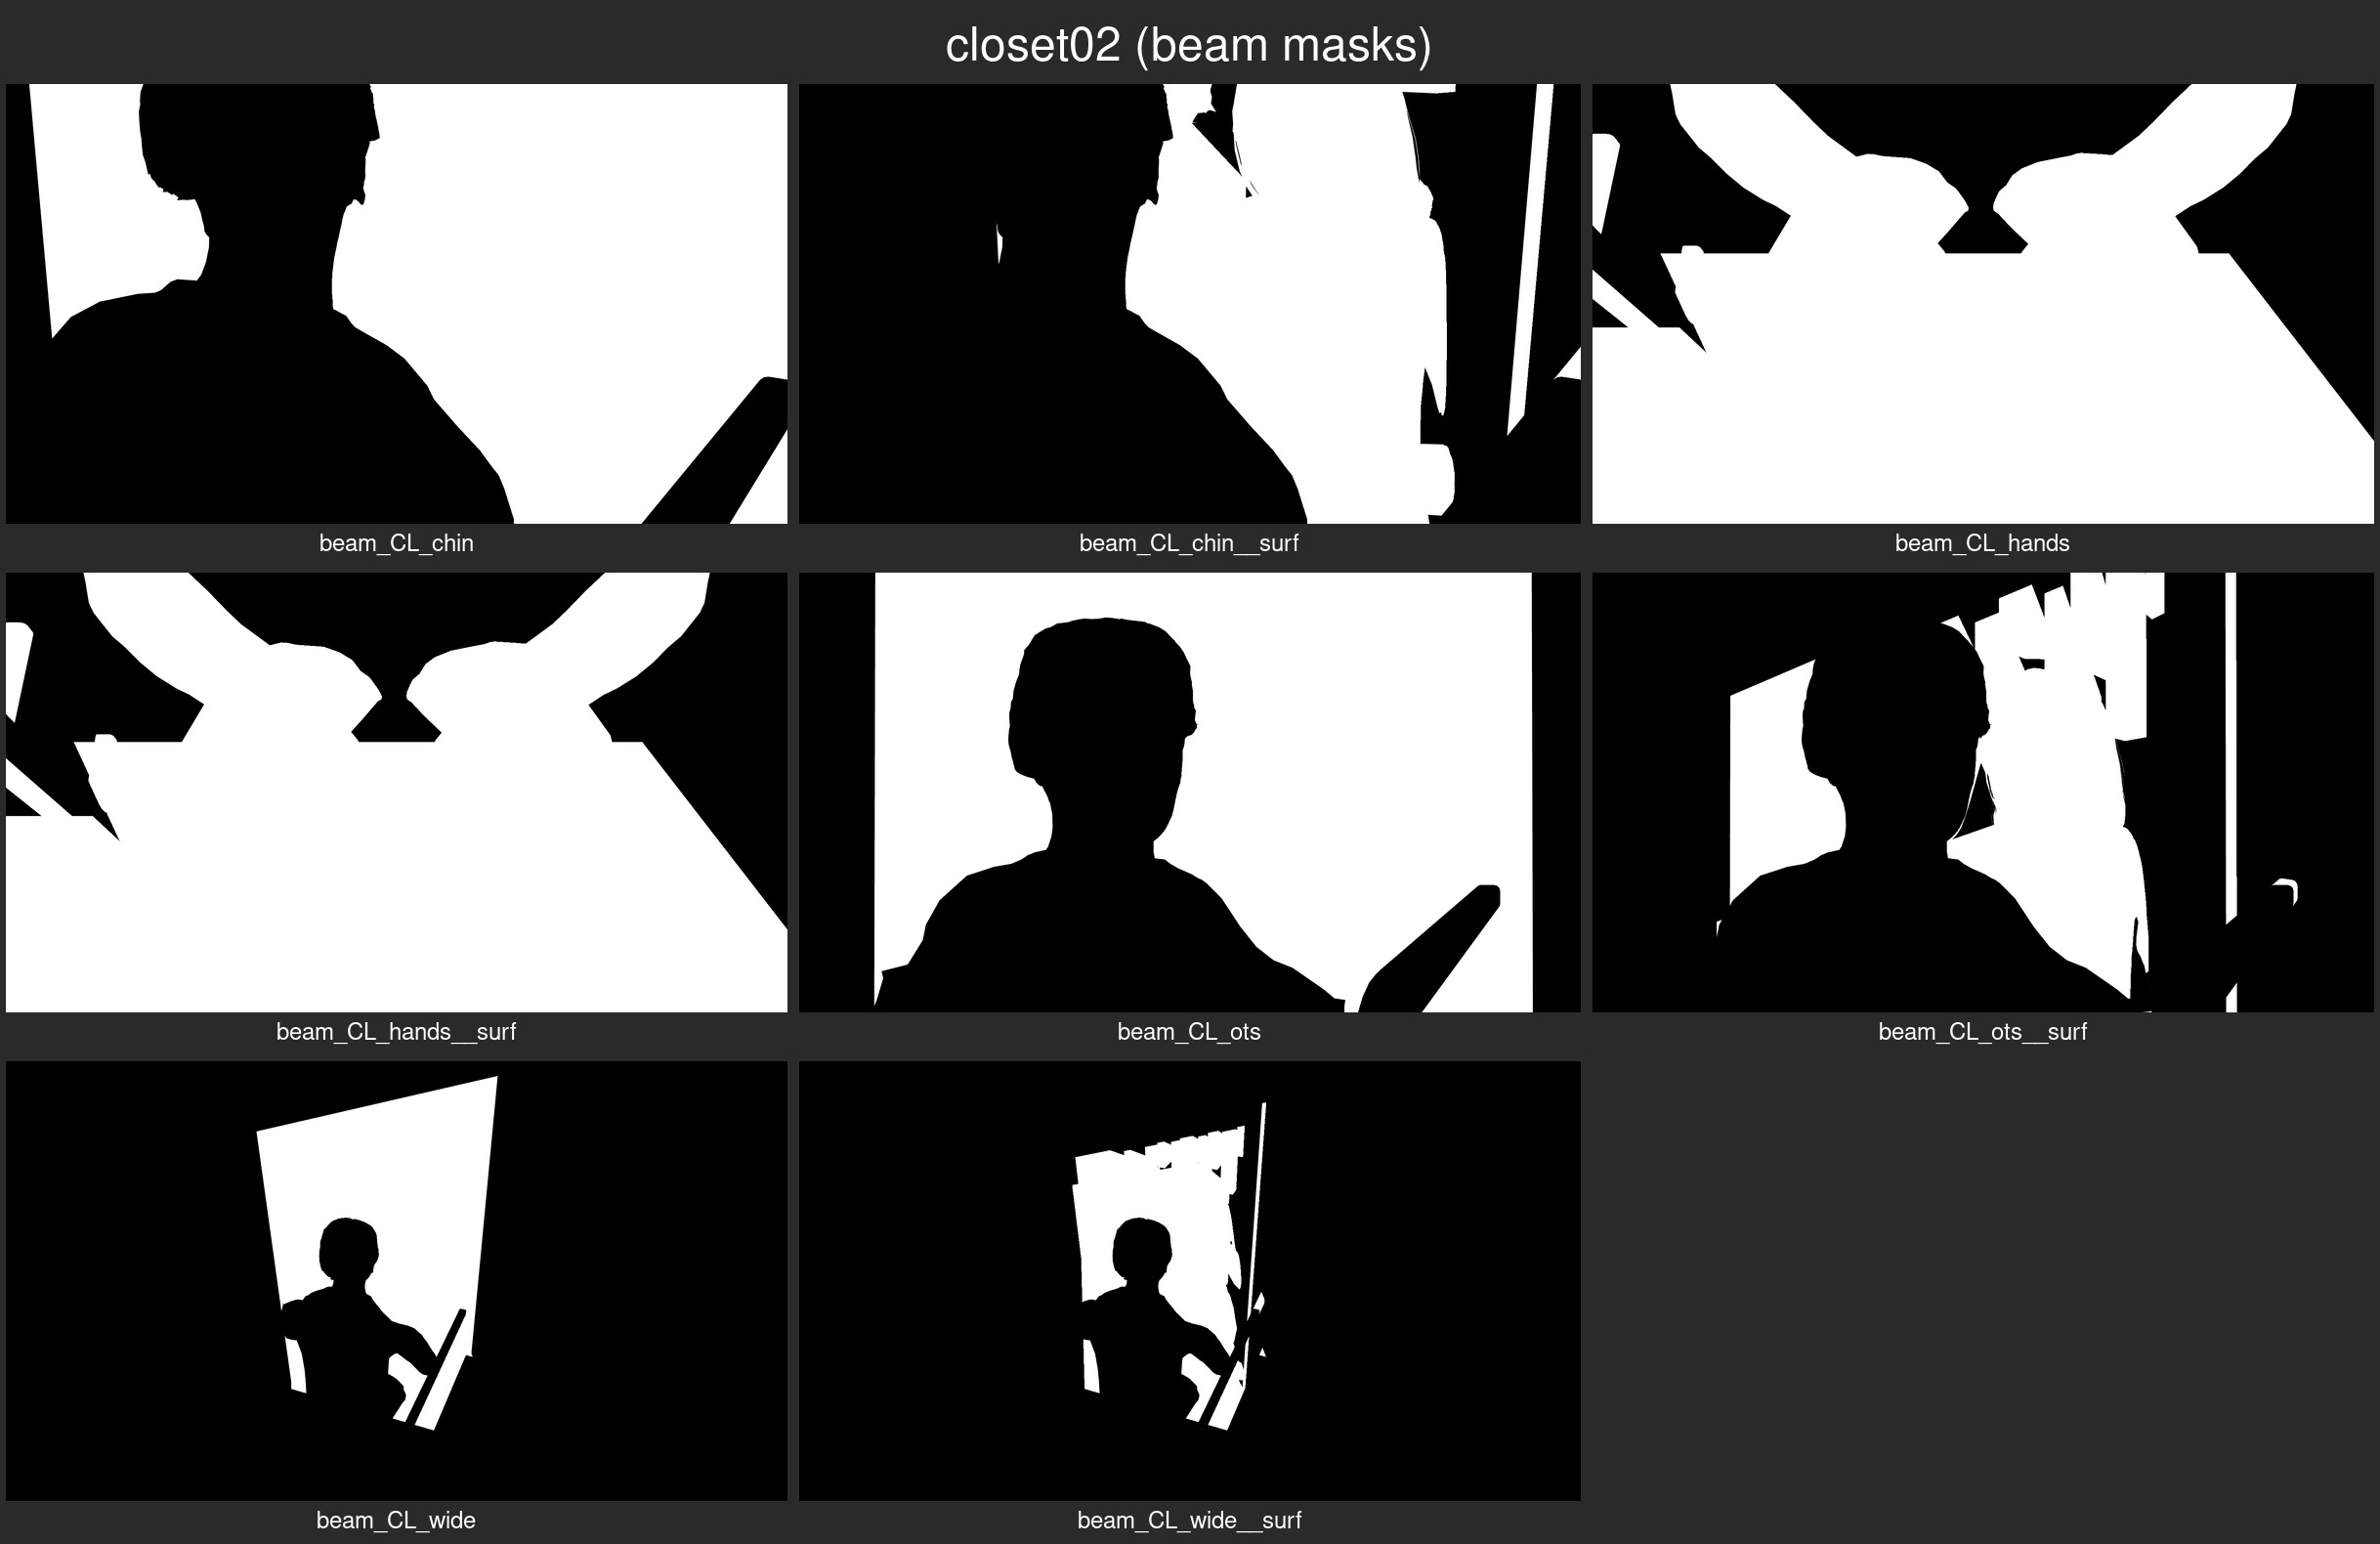 closet02 (beam masks)
beam_CL_chin
beam_CL_chin__surf
beam_CL_hands
beam_CL_hands__surf
beam_CL_ots
beam_CL_ots__surf
beam_CL_wide
beam_CL_wide__surf